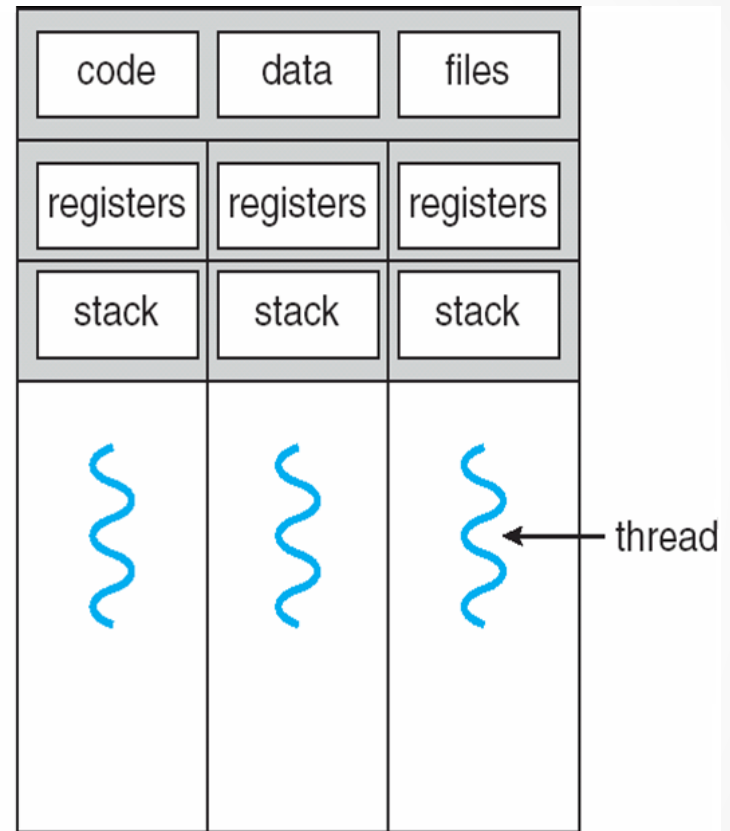 code data files
registers registers registers
stack stack stack
thread